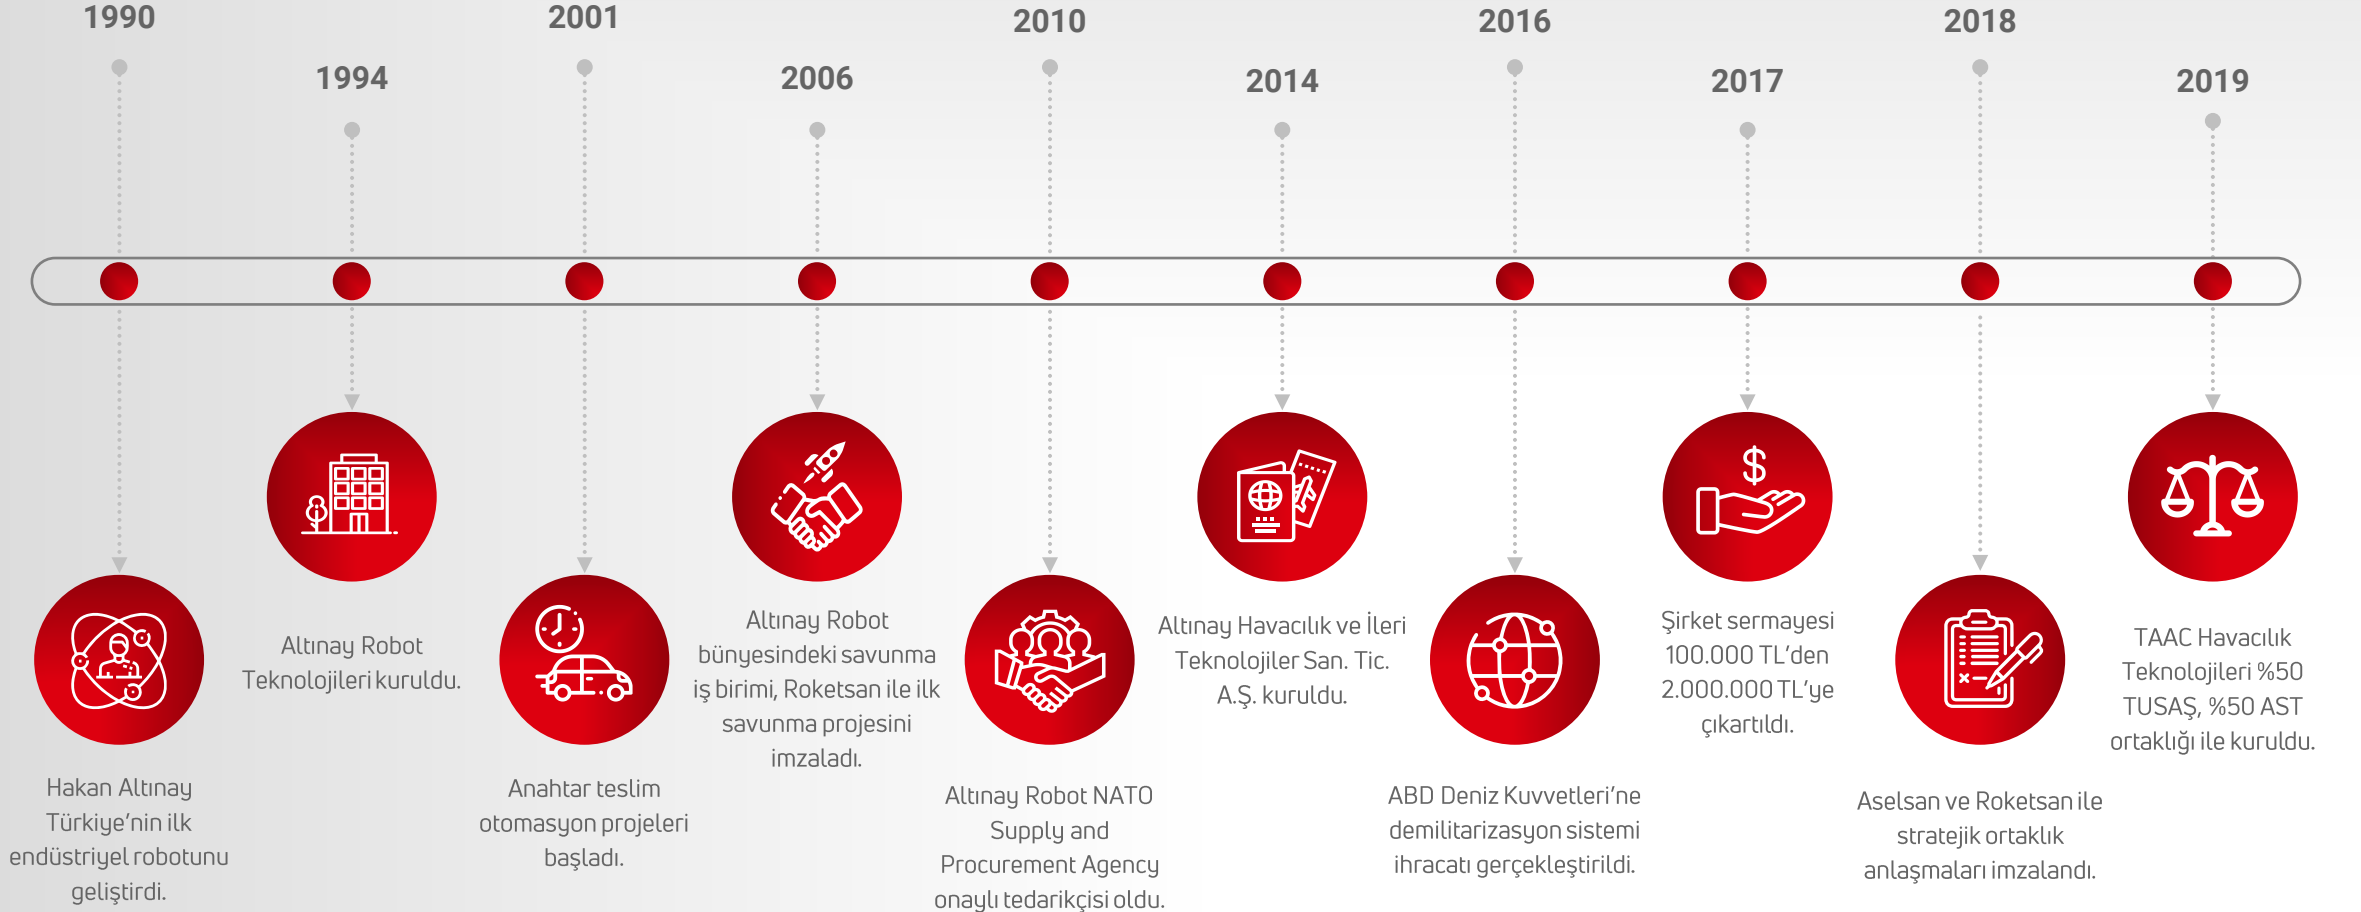 1990
Hakan Altınay
Türkiye’nin ilk
endüstriyel robotunu
geliştirdi.
1994
Altınay Robot
Teknolojileri kuruldu.
2001
Anahtar teslim
otomasyon projeleri
başladı.
2006
Altınay Robot
bünyesindeki savunma
iş birimi, Roketsan ile ilk
savunma projesini
imzaladı.
2010
Altınay Robot NATO
Supply and
Procurement Agency
onaylı tedarikçisi oldu.
2014
Altınay Havacılık ve İleri
Teknolojiler San. Tic.
A.Ş. kuruldu.
2016
ABD Deniz Kuvvetleri’ne
demilitarizasyon sistemi
ihracatı gerçekleştirildi.
2017
$
Şirket sermayesi
100.000 TL’den
2.000.000 TL’ye
çıkartıldı.
2018
Aselsan ve Roketsan ile
stratejik ortaklık
anlaşmaları imzalandı.
2019
TAAC Havacılık
Teknolojileri %50
TUSAŞ, %50 AST
ortaklığı ile kuruldu.